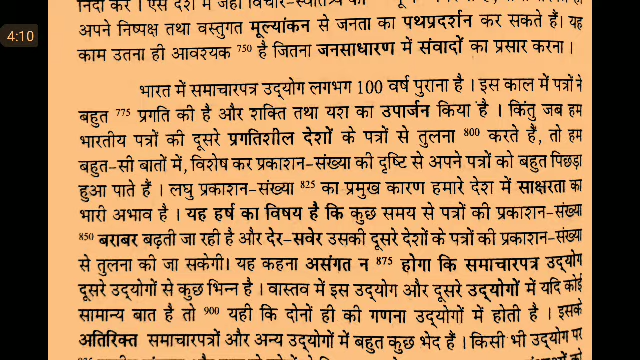 निंदा करें । ऐसे देश में जहाँ विचार-स्वातंत्र्य का
4:10
अपने निष्पक्ष तथा वस्तुगत मूल्यांकन से जनता का पथप्रदर्शन कर सकते हैं। यह
काम उतना ही आवश्यक 750 है जितना जनसाधारण में संवादों का प्रसार करना ।
भारत में समाचारपत्र उद्योग लगभग 100 वर्ष पुराना है । इस काल में पत्रों ने
बहुत 775 प्रगति की है और शक्ति तथा यश का उपार्जन किया है । किंतु जब हम
भारतीय पत्रों की दूसरे प्रगतिशील देशों के पत्रों से तुलना 800 करते हैं, तो हम
बहुत-सी बातों में, विशेष कर प्रकाशन-संख्या की दृष्टि से अपने पत्रों को बहुत पिछड़ा
हुआ पाते हैं । लघु प्रकाशन-संख्या 825 का प्रमुख कारण हमारे देश में साक्षरता का
भारी अभाव है । यह हर्ष का विषय है कि कुछ समय से पत्रों की प्रकाशन-संख्या
850 बराबर बढ़ती जा रही है और देर-सवेर उसकी दूसरे देशों के पत्रों की प्रकाशन-संख्या
से तुलना की जा सकेगी। यह कहना असंगत न 875 होगा कि समाचारपत्र उद्योग
दूसरे उद्योगों से कुछ भिन्न है । वास्तव में इस उद्योग और दूसरे उद्योगों में यदि कोई
सामान्य बात है तो 900 यही कि दोनों ही की गणना उद्योगों में होती है । इसके
अतिरिक्त समाचारपत्रों और अन्य उद्योगों में बहुत कुछ भेद हैं । किसी भी उद्योग पर